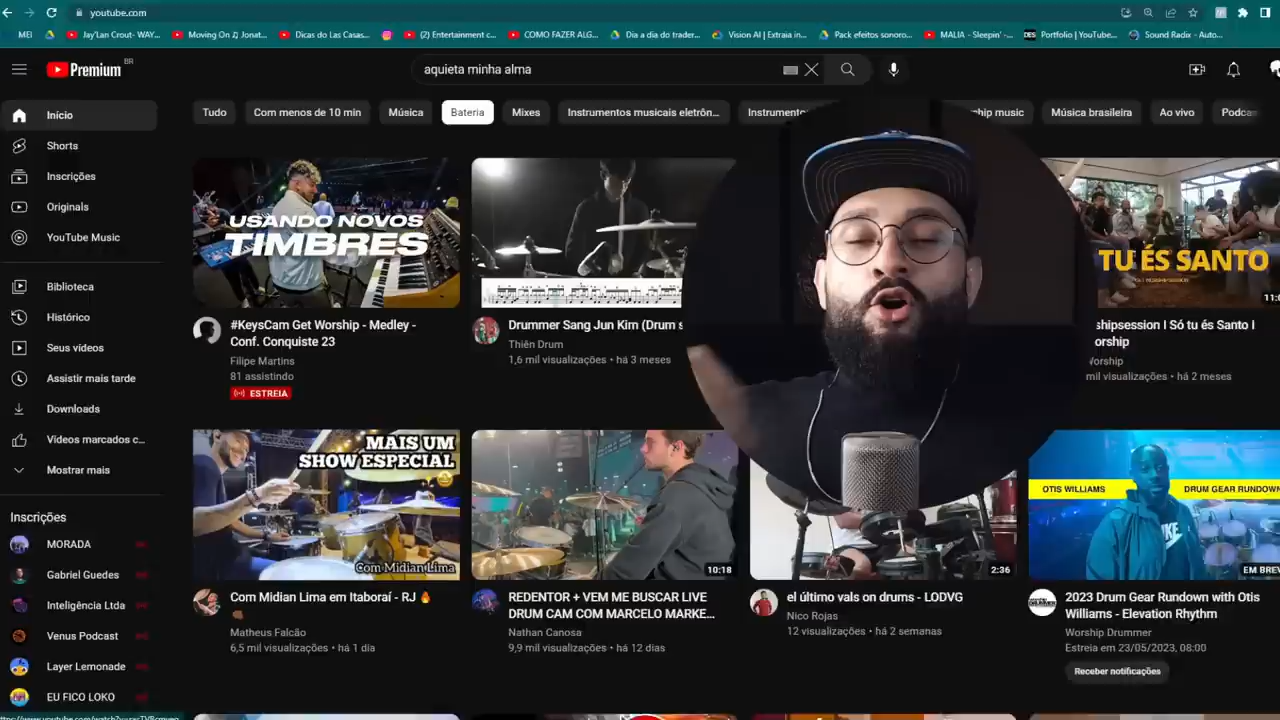 youtube.com
MEI
Jay'Lan Crout- WAY...
Moving On ♫ Jonat...
Dicas do Las Casas...
(2) Entertainment c...
COMO FAZER ALG...
Dia a dia do trader...
Vision AI | Extraia in...
Pack efeitos sonoro...
MALIA - Sleepin' -...
DES
Portfolio | YouTube...
Sound Radix - Auto...
Premium
BR
aquieta minha alma
Tudo
Com menos de 10 min
Música
Bateria
Mixes
Instrumentos musicais eletrôn...
Instrumento
ship music
Música brasileira
Ao vivo
Podca
Início
Shorts
Inscrições
Originals
YouTube Music
Biblioteca
Histórico
Seus vídeos
Assistir mais tarde
Downloads
Vídeos marcados c...
Mostrar mais
Inscrições
MORADA
Gabriel Guedes
Inteligência Ltda
Venus Podcast
Layer Lemonade
EU FICO LOKO
USANDO NOVOS
TIMBRES
#KeysCam Get Worship - Medley -
Conf. Conquiste 23
Filipe Martins
81 assistindo
ESTREIA
Drummer Sang Jun Kim (Drum s
Thiên Drum
1,6 mil visualizações • há 3 meses
TU ÉS SANTO
11:0
shipsession I Só tu és Santo I
orship
Worship
mil visualizações • há 2 meses
MAIS UM
SHOW ESPECIAL
Com Midian Lima
Com Midian Lima em Itaboraí - RJ 🔥
Matheus Falcão
6,5 mil visualizações • há 1 dia
10:18
REDENTOR + VEM ME BUSCAR LIVE
DRUM CAM COM MARCELO MARKE...
Nathan Canosa
9,9 mil visualizações • há 12 dias
2:36
el último vals on drums - LODVG
Nico Rojas
12 visualizações • há 2 semanas
OTIS WILLIAMS
DRUM GEAR RUNDOWN
EM BREV
2023 Drum Gear Rundown with Otis
Williams - Elevation Rhythm
Worship Drummer
Estreia em 23/05/2023, 08:00
Receber notificações